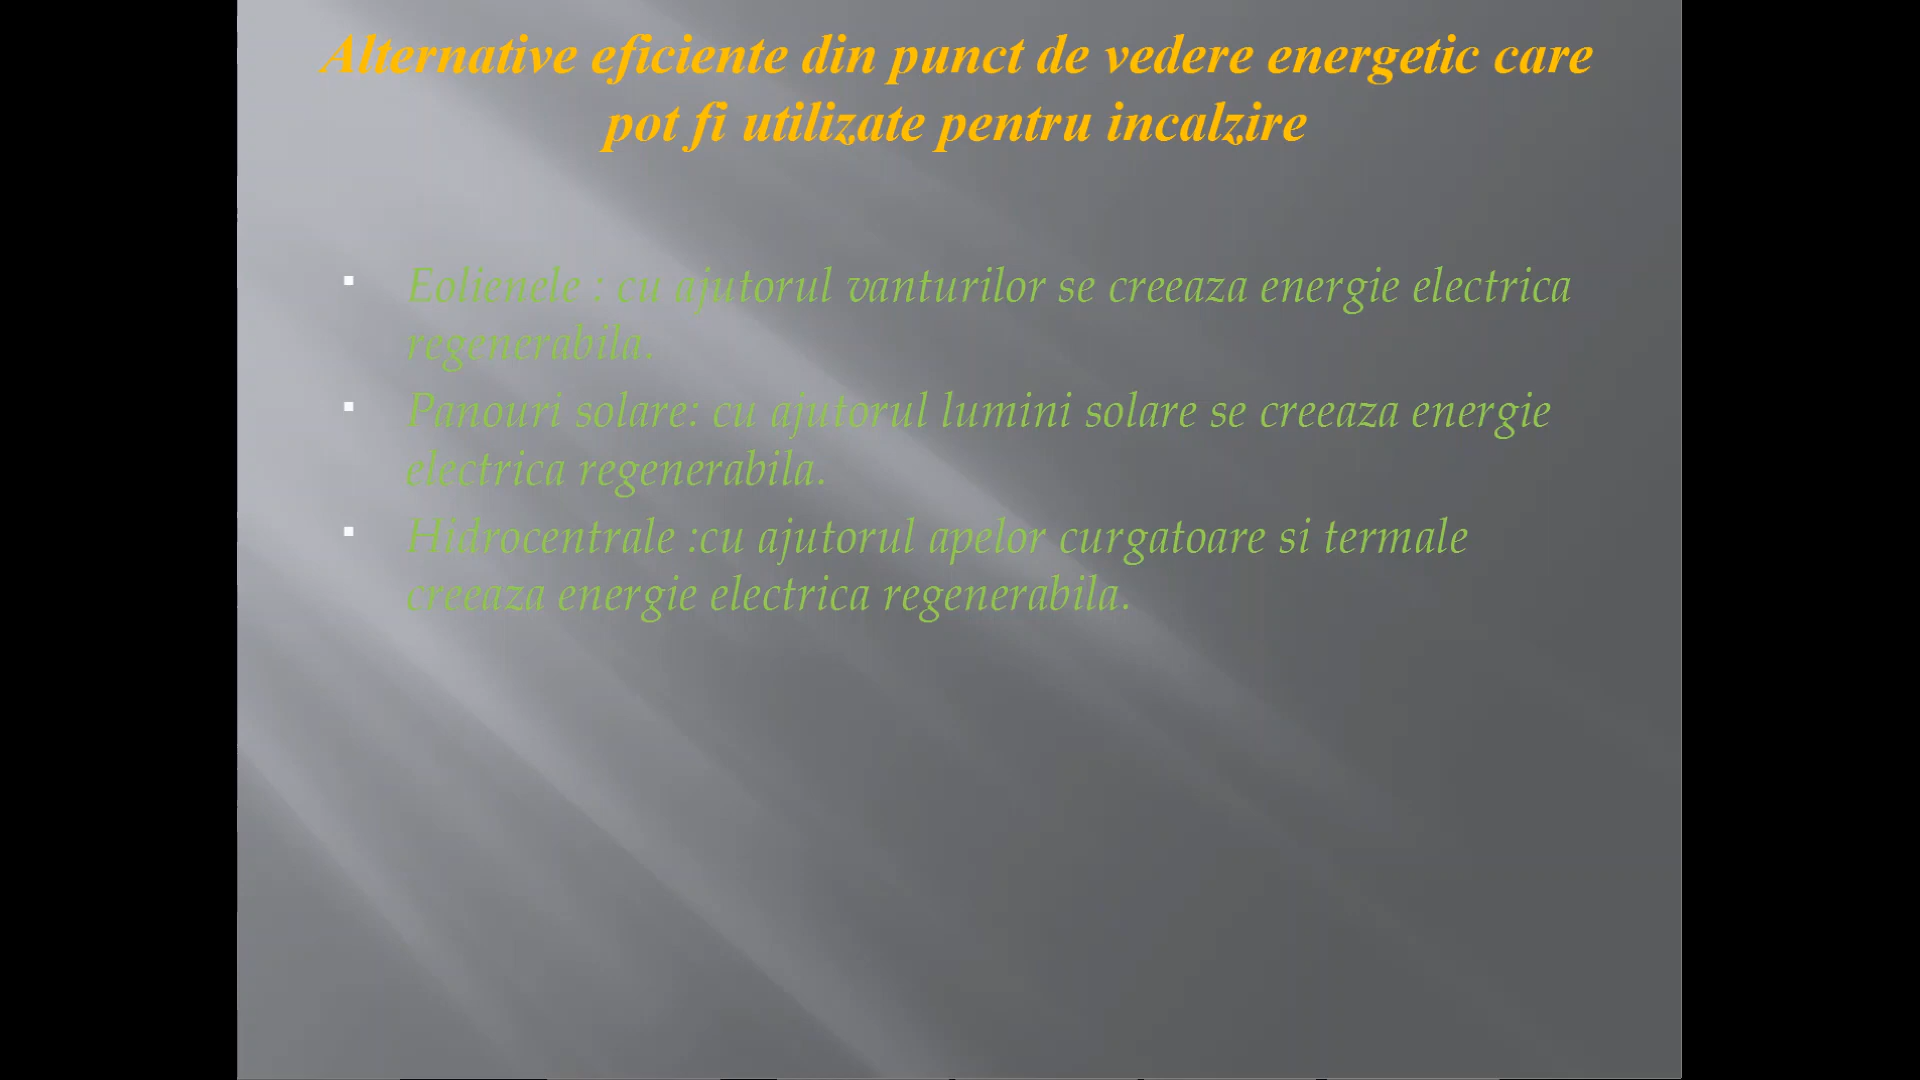 Alternative eficiente din punct de vedere energetic care
pot fi utilizate pentru incalzire
▪ Eolienele : cu ajutorul vanturilor se creeaza energie electrica
regenerabila.
▪ Panouri solare: cu ajutorul lumini solare se creeaza energie
electrica regenerabila.
▪ Hidrocentrale :cu ajutorul apelor curgatoare si termale
creeaza energie electrica regenerabila.